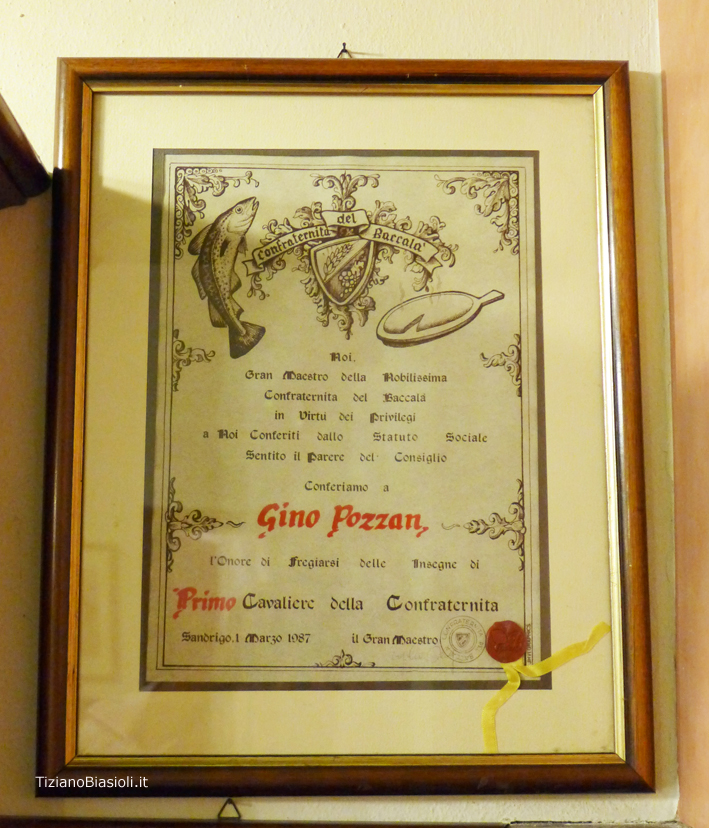 del
Confraternita Baccalà
Noi,
Gran Maestro della Nobilissima
Confraternita del Baccalá
in Virtú dei Privilegi
a Noi Conferiti dallo Statuto Sociale
Sentito il Parere del Consiglio
Conferiamo a
Gino Pozzan
l'Onore di Fregiarsi delle Insegne di
Primo Cavaliere della Confraternita
Sandrigo, 1 Marzo 1987 il Gran Maestro
TizianoBiasioli.it